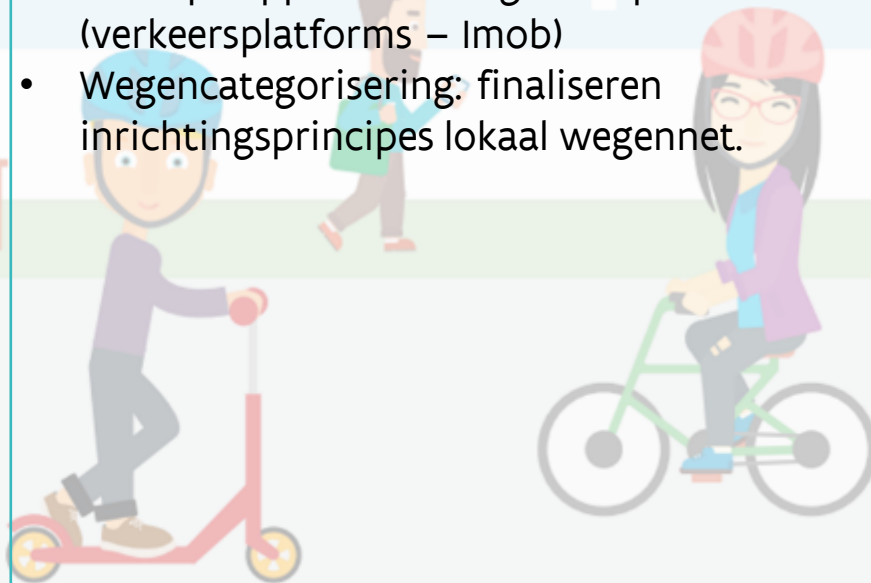 (verkeersplatforms – Imob)
• Wegencategorisering: finaliseren
inrichtingsprincipes lokaal wegennet.